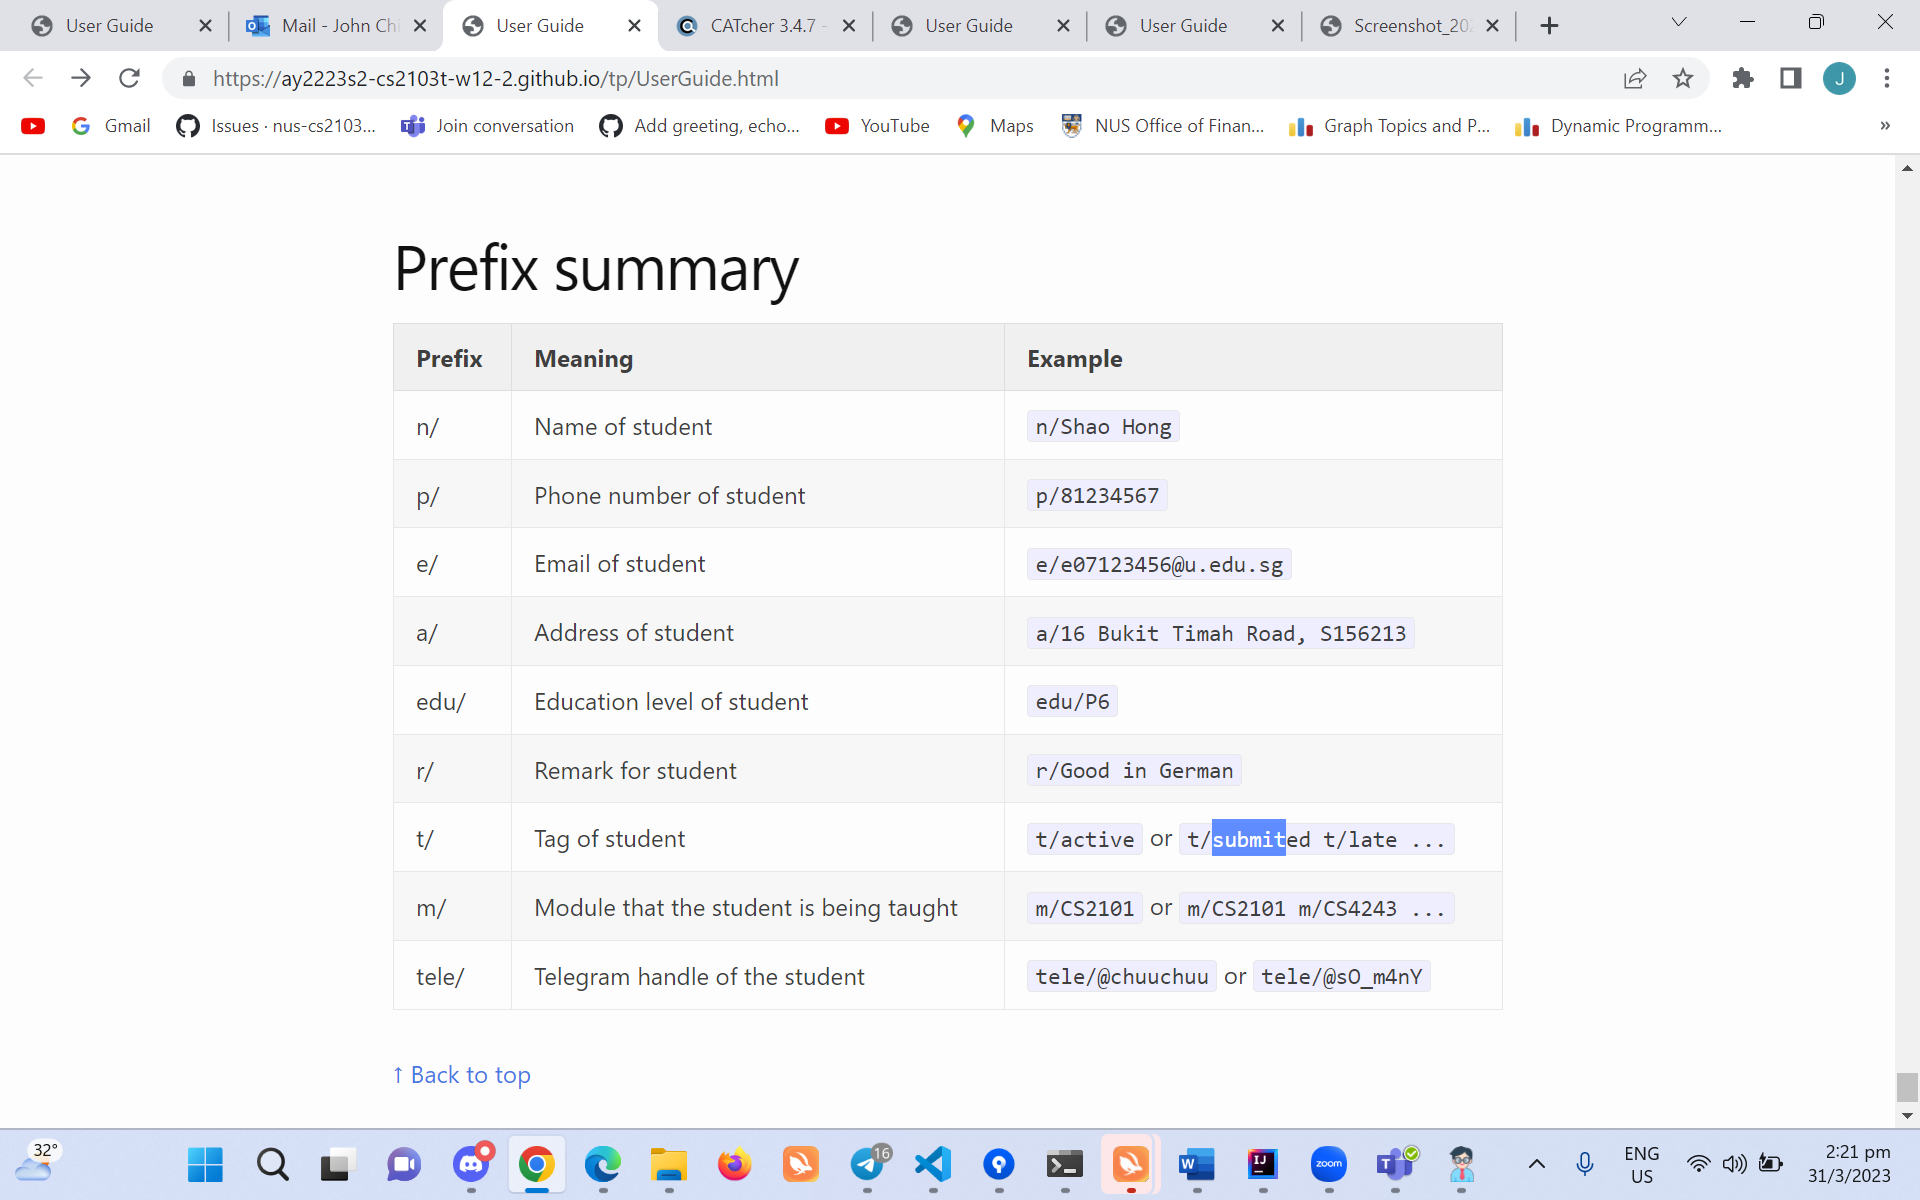 User Guide
Mail - John Chi
User Guide
CATcher 3.4.7 -
User Guide
User Guide
Screenshot_202
https://ay2223s2-cs2103t-w12-2.github.io/tp/UserGuide.html
J
Gmail
Issues · nus-cs2103...
Join conversation
Add greeting, echo...
YouTube
Maps
NUS Office of Finan...
Graph Topics and P...
Dynamic Programm...
»
Prefix summary
Prefix Meaning Example
n/ Name of student n/Shao Hong
p/ Phone number of student p/81234567
e/ Email of student e/e07123456@u.edu.sg
a/ Address of student a/16 Bukit Timah Road, S156213
edu/ Education level of student edu/P6
r/ Remark for student r/Good in German
t/ Tag of student t/active or t/submited t/late ...
m/ Module that the student is being taught m/CS2101 or m/CS2101 m/CS4243 ...
tele/ Telegram handle of the student tele/@chuuchuu or tele/@sO_m4nY
↑ Back to top
32°
16
W
IJ
zoom
T
ENG
US
2:21 pm
31/3/2023